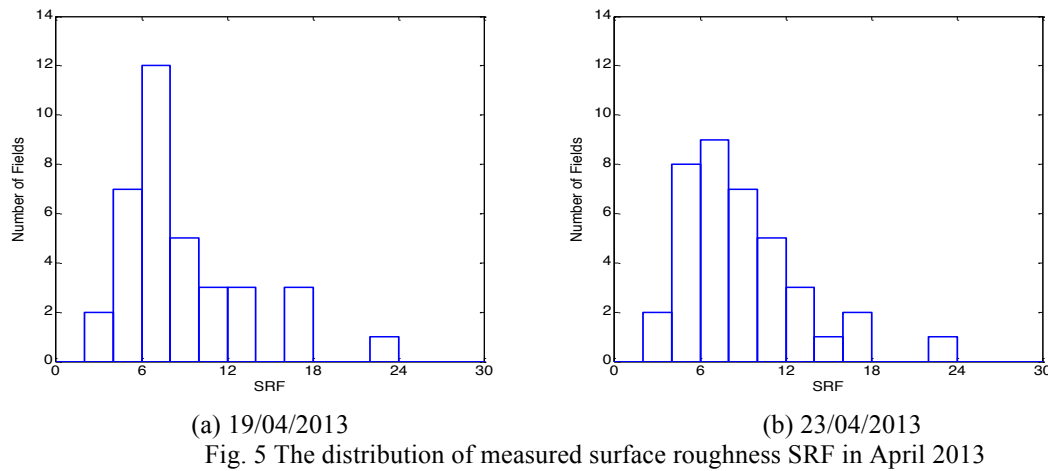 14
12
10
8
6
4
2
0
Number of Fields
0 6 12 18 24 30
SRF
(a) 19/04/2013
14
12
10
8
6
4
2
0
Number of Fields
0 6 12 18 24 30
SRF
(b) 23/04/2013
Fig. 5 The distribution of measured surface roughness SRF in April 2013